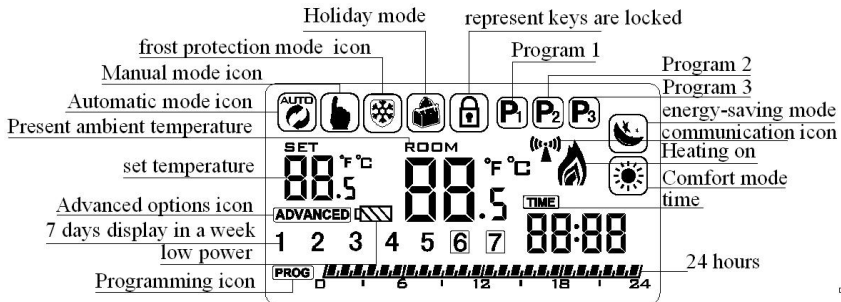 Holiday mode
represent keys are locked
frost protection mode icon
Program 1
Manual mode icon
Program 2
Automatic mode icon
Program 3
AUTO
P1 P2 P3
energy-saving mode
Present ambient temperature
communication icon
SET
ROOM
°F °C
°F °C
Heating on
set temperature
88.5
88.5
Comfort mode
time
Advanced options icon
ADVANCED
TIME
7 days display in a week
1 2 3 4 5 6 7
88:88
low power
24 hours
Programming icon
PROG
0 6 12 18 24